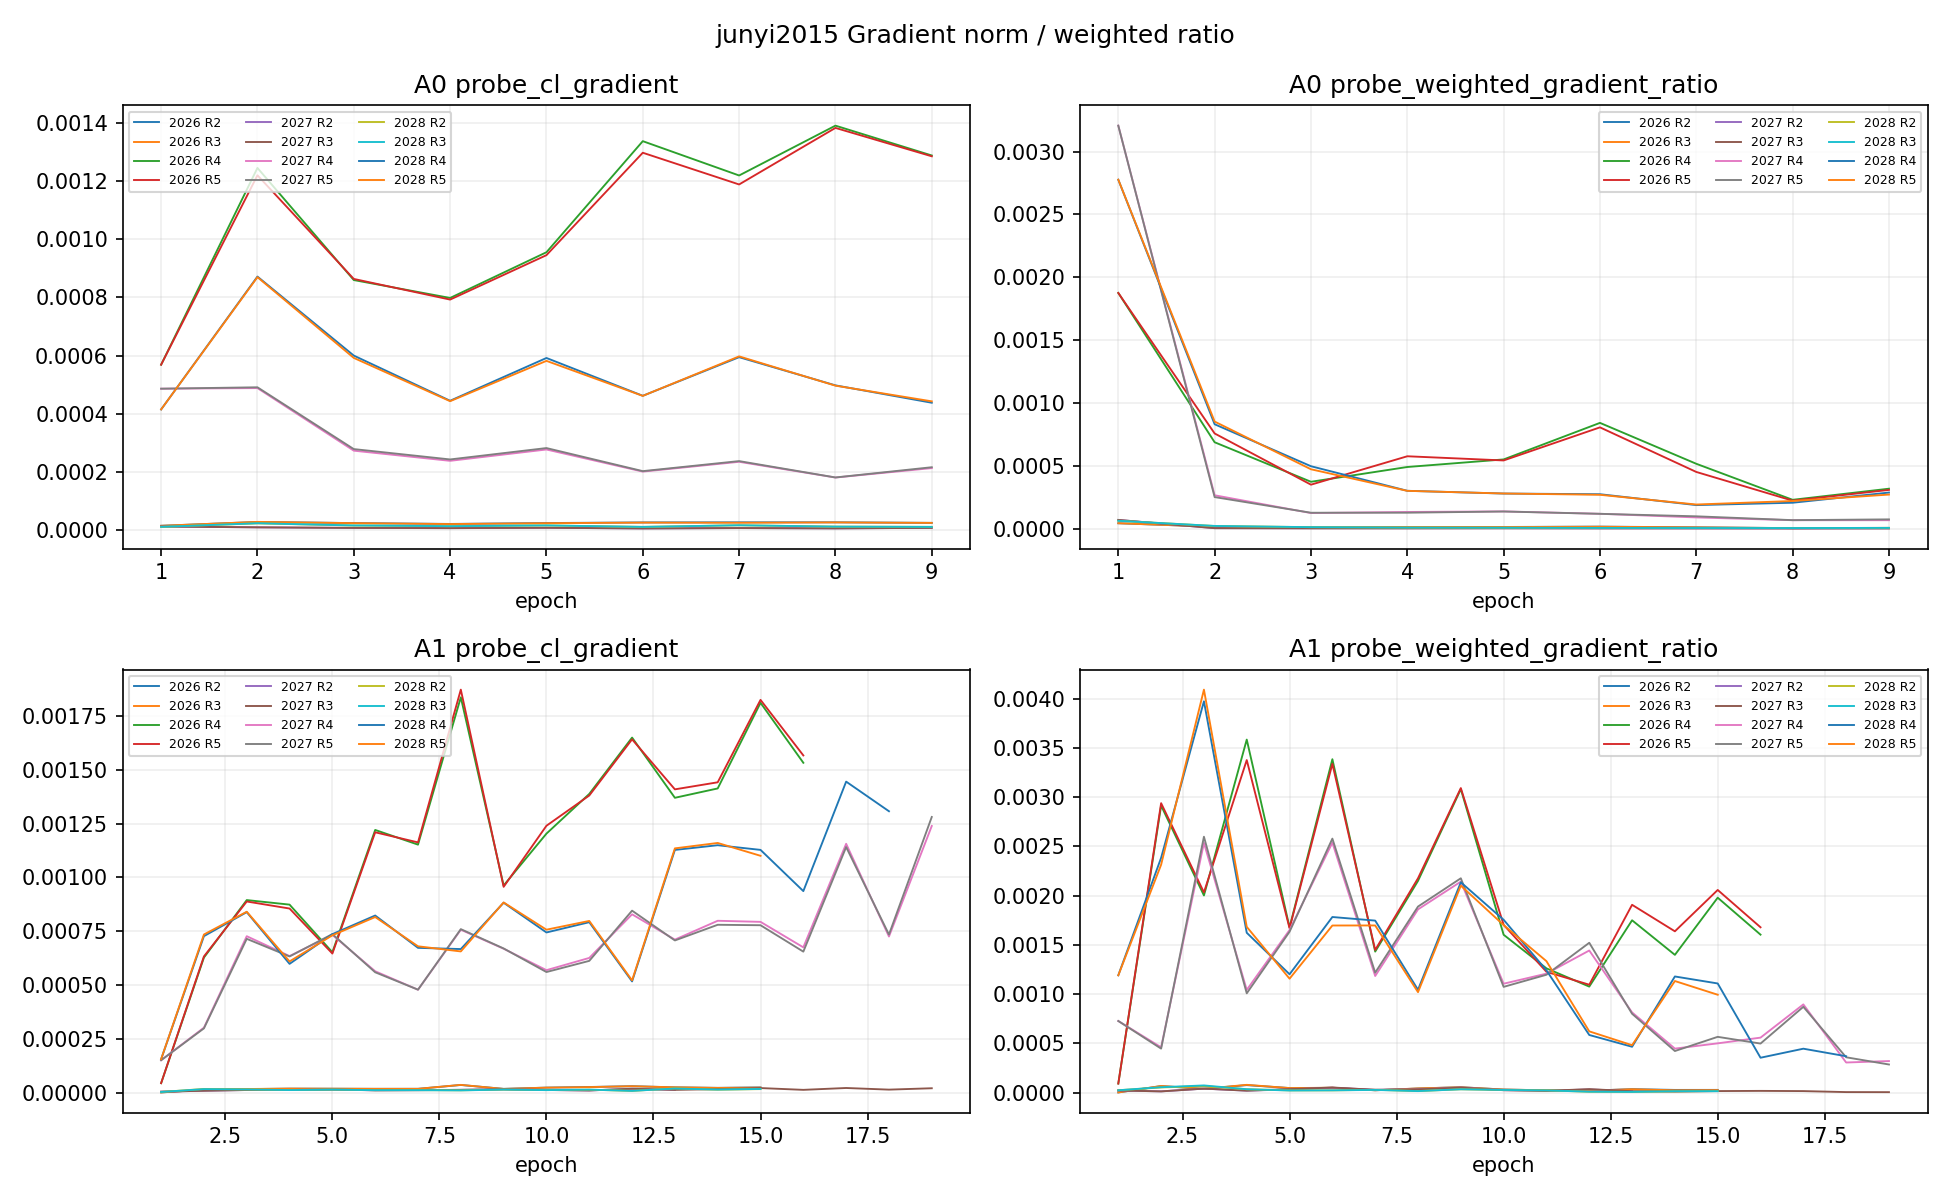 junyi2015 Gradient norm / weighted ratio
A0 probe_cl_gradient
2026 R2 2027 R2 2028 R2
2026 R3 2027 R3 2028 R3
2026 R4 2027 R4 2028 R4
2026 R5 2027 R5 2028 R5
0.0014
0.0012
0.0010
0.0008
0.0006
0.0004
0.0002
0.0000
1 2 3 4 5 6 7 8 9
epoch
A0 probe_weighted_gradient_ratio
2026 R2 2027 R2 2028 R2
2026 R3 2027 R3 2028 R3
2026 R4 2027 R4 2028 R4
2026 R5 2027 R5 2028 R5
0.0030
0.0025
0.0020
0.0015
0.0010
0.0005
0.0000
1 2 3 4 5 6 7 8 9
epoch
A1 probe_cl_gradient
2026 R2 2027 R2 2028 R2
2026 R3 2027 R3 2028 R3
2026 R4 2027 R4 2028 R4
2026 R5 2027 R5 2028 R5
0.00175
0.00150
0.00125
0.00100
0.00075
0.00050
0.00025
0.00000
2.5 5.0 7.5 10.0 12.5 15.0 17.5
epoch
A1 probe_weighted_gradient_ratio
2026 R2 2027 R2 2028 R2
2026 R3 2027 R3 2028 R3
2026 R4 2027 R4 2028 R4
2026 R5 2027 R5 2028 R5
0.0040
0.0035
0.0030
0.0025
0.0020
0.0015
0.0010
0.0005
0.0000
2.5 5.0 7.5 10.0 12.5 15.0 17.5
epoch